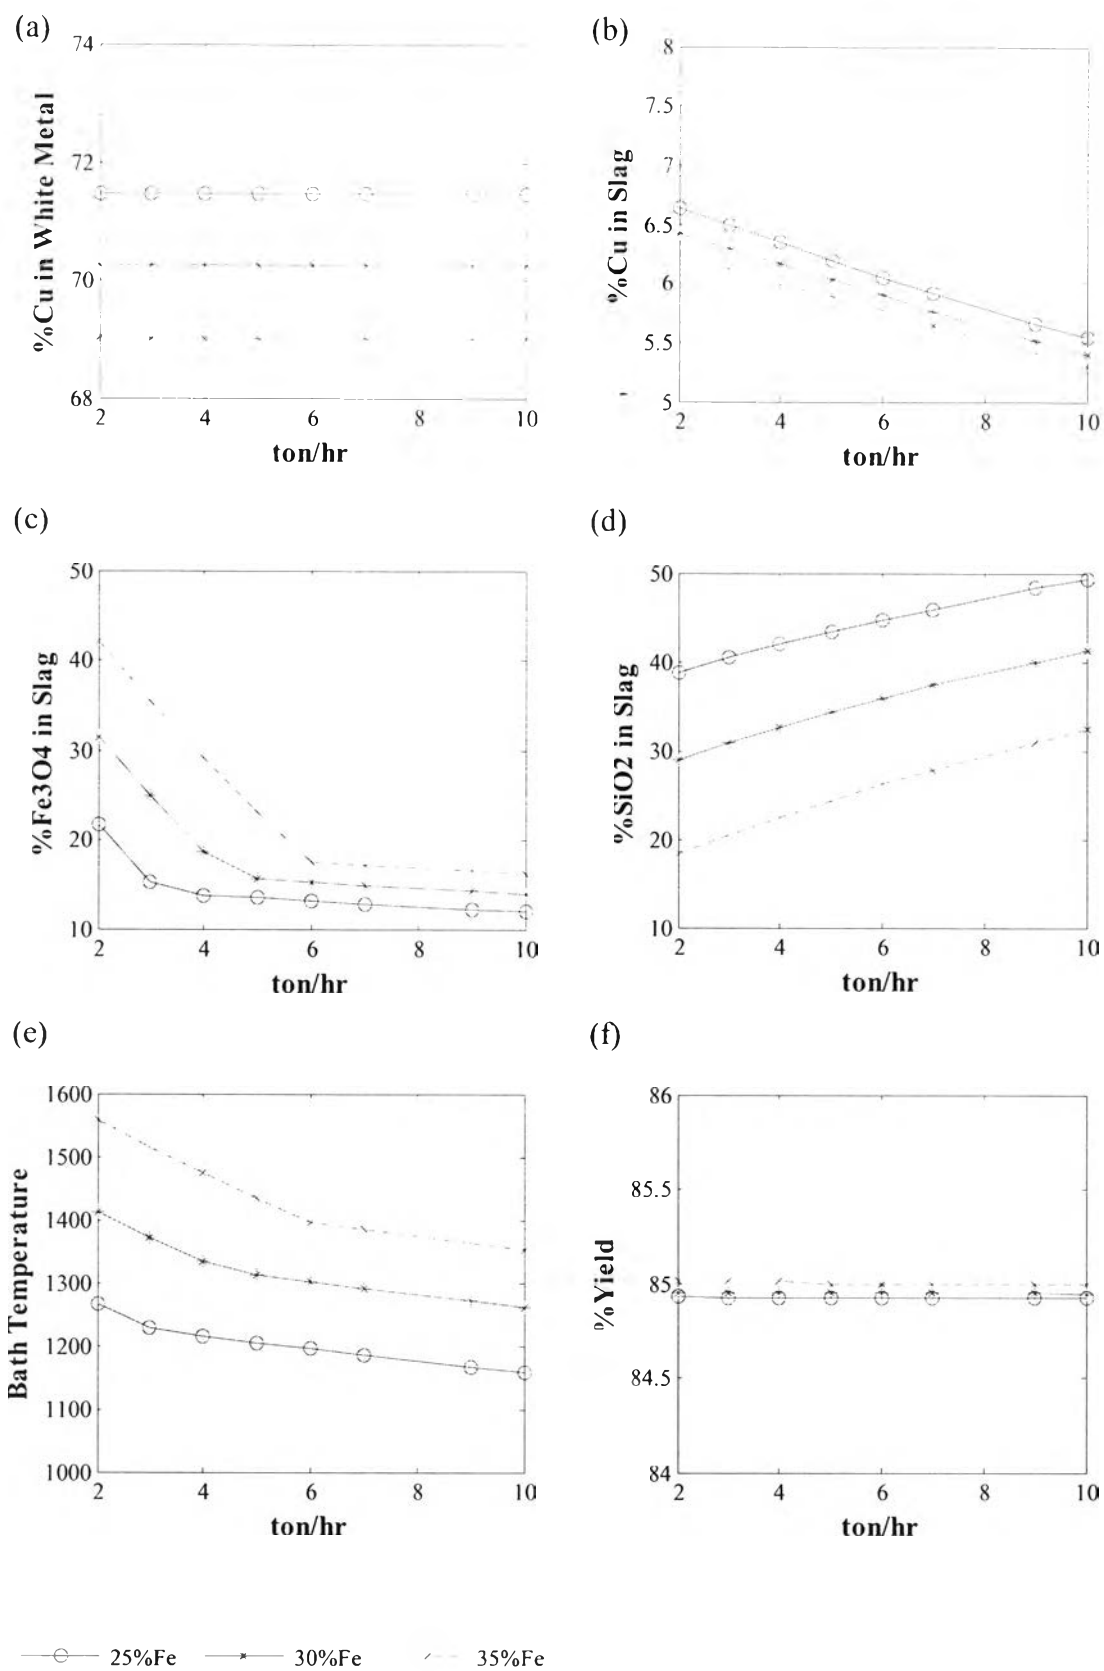 (a)
74
72
70
68
%Cu in White Metal
2 4 6 8 10
ton/hr
(b)
8
7.5
7
6.5
6
5.5
5
%Cu in Slag
2 4 6 8 10
ton/hr
(c)
50
40
30
20
10
%Fe3O4 in Slag
2 4 6 8 10
ton/hr
(d)
50
40
30
20
10
%SiO2 in Slag
2 4 6 8 10
ton/hr
(e)
1600
1500
1400
1300
1200
1100
1000
Bath Temperature
2 4 6 8 10
ton/hr
(f)
86
85.5
85
84.5
84
%Yield
2 4 6 8 10
ton/hr
25%Fe 30%Fe 35%Fe